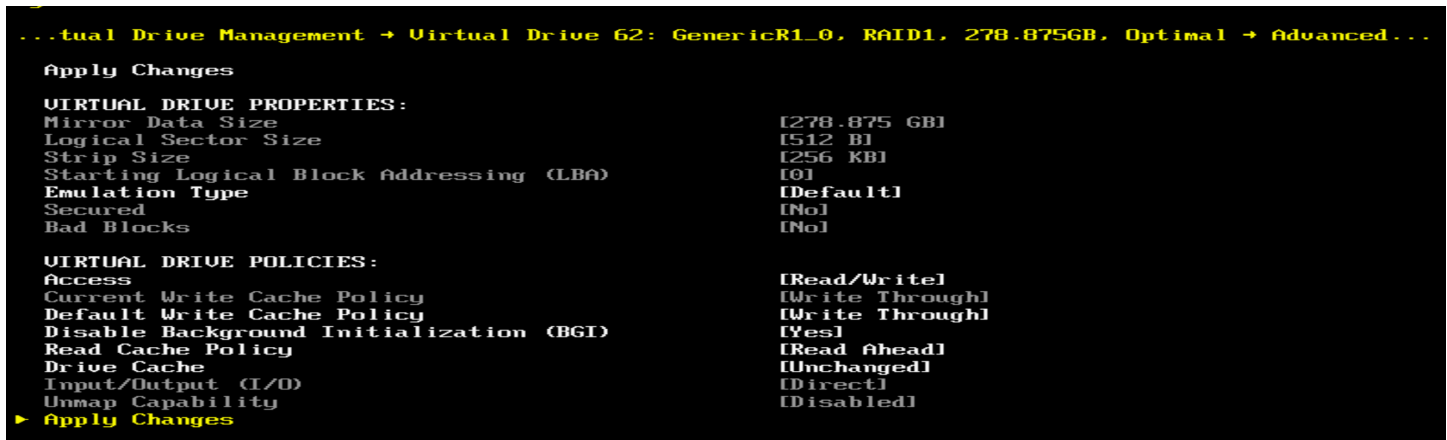 ...tual Drive Management → Virtual Drive 62: GenericR1_0, RAID1, 278.875GB, Optimal → Advanced...
Apply Changes
VIRTUAL DRIVE PROPERTIES:
Mirror Data Size [278.875 GB]
Logical Sector Size [512 B]
Strip Size [256 KB]
Starting Logical Block Addressing (LBA) [0]
Emulation Type [Default]
Secured [No]
Bad Blocks [No]
VIRTUAL DRIVE POLICIES:
Access [Read/Write]
Current Write Cache Policy [Write Through]
Default Write Cache Policy [Write Through]
Disable Background Initialization (BGI) [Yes]
Read Cache Policy [Read Ahead]
Drive Cache [Unchanged]
Input/Output (I/O) [Direct]
Unmap Capability [Disabled]
► Apply Changes